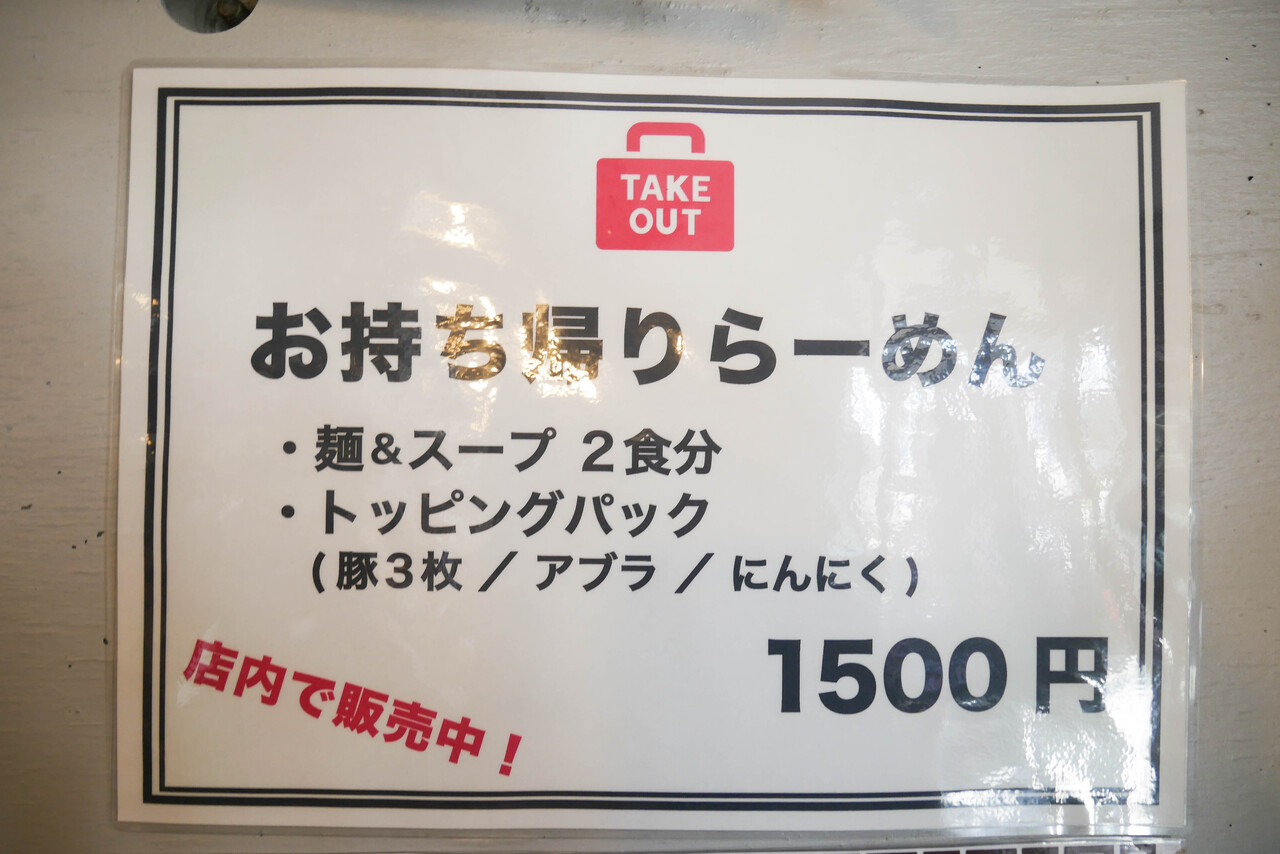 TAKE
OUT
お持ち帰りらーめん
・麺&スープ 2食分
・トッピングパック
(豚3枚 ／ アブラ ／ にんにく)
1500円
店内で販売中！